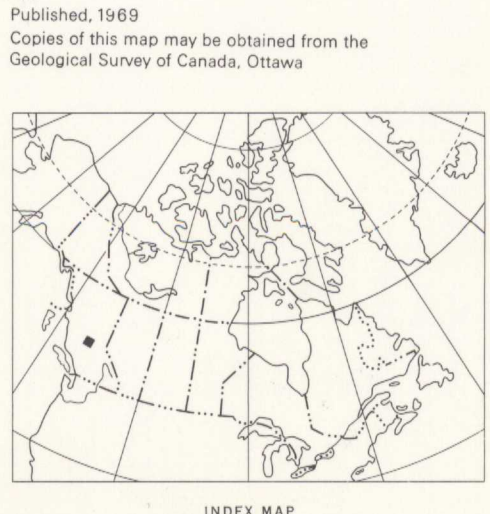 Published, 1969
Copies of this map may be obtained from the
Geological Survey of Canada, Ottawa
INDEX MAP